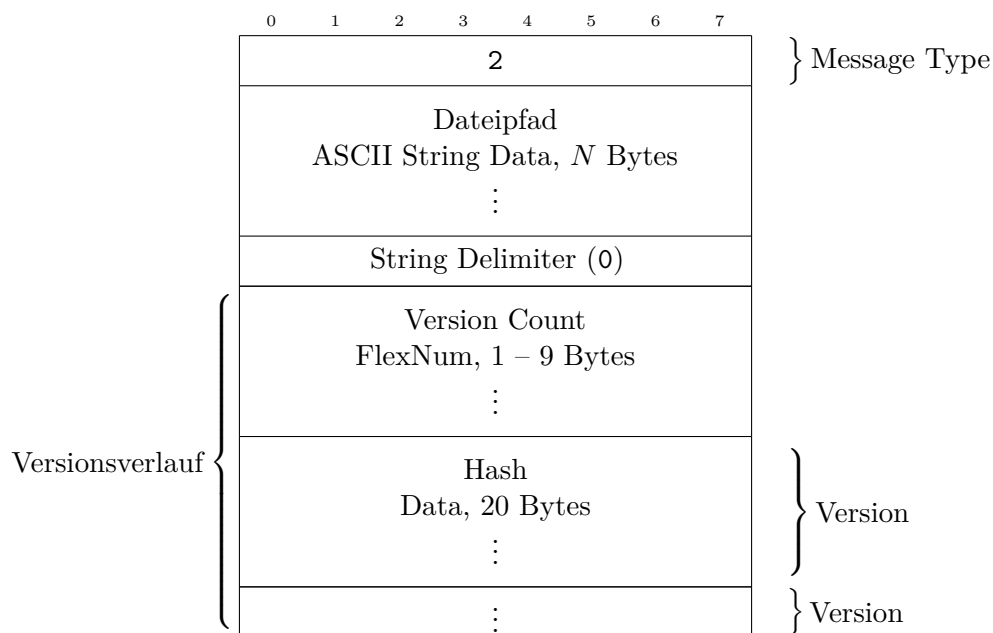 0 1 2 3 4 5 6 7
2
Message Type
Dateipfad
ASCII String Data, N Bytes
String Delimiter (0)
Version Count
FlexNum, 1 – 9 Bytes
Versionsverlauf
Hash
Data, 20 Bytes
Version
Version